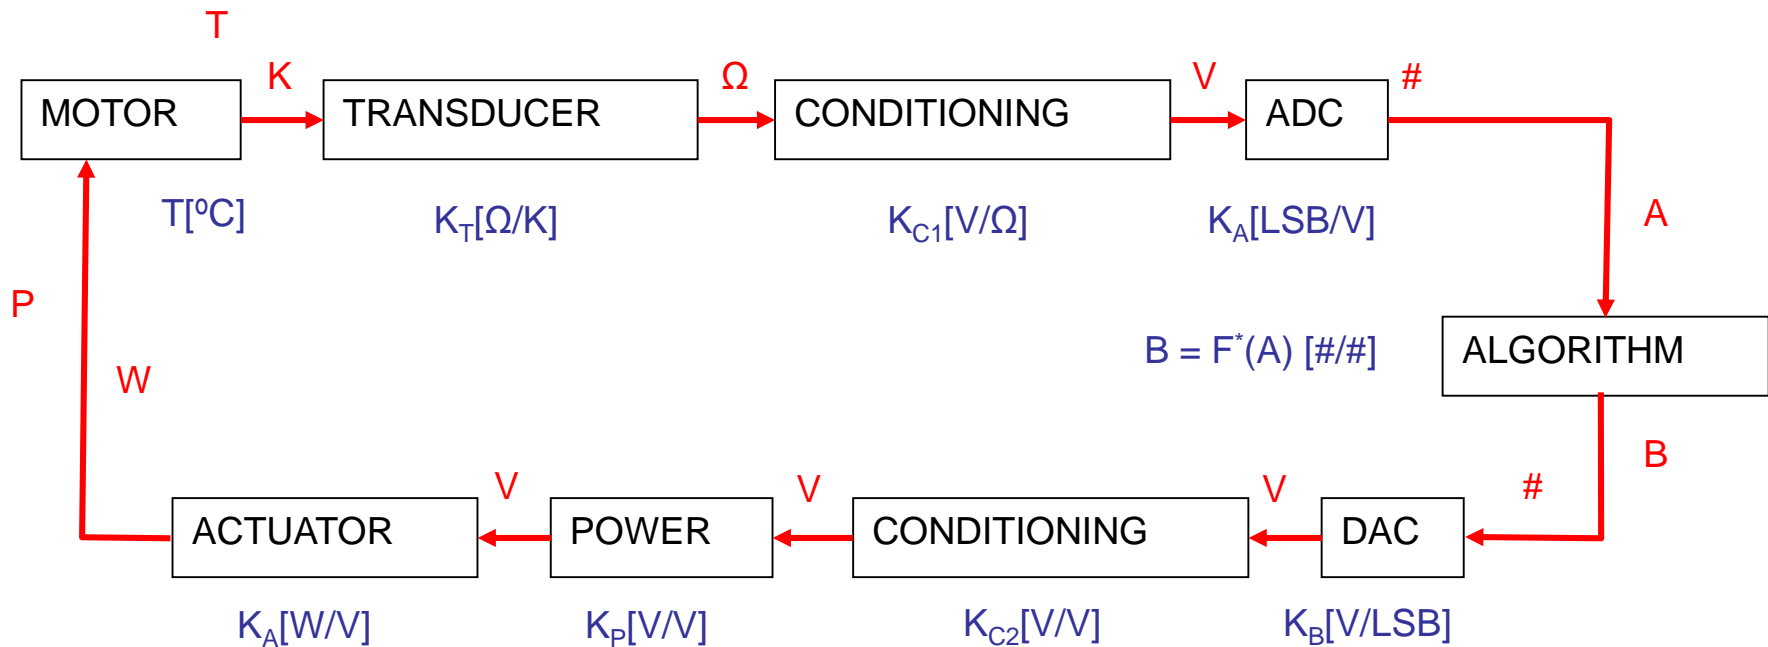 T
K
Ω
V
#
MOTOR
TRANSDUCER
CONDITIONING
ADC
T[ºC]
K_T[Ω/K]
K_C1[V/Ω]
K_A[LSB/V]
A
P
B = F*(A) [#/#]
ALGORITHM
W
B
V
V
V
#
ACTUATOR
POWER
CONDITIONING
DAC
K_A[W/V]
K_P[V/V]
K_C2[V/V]
K_B[V/LSB]